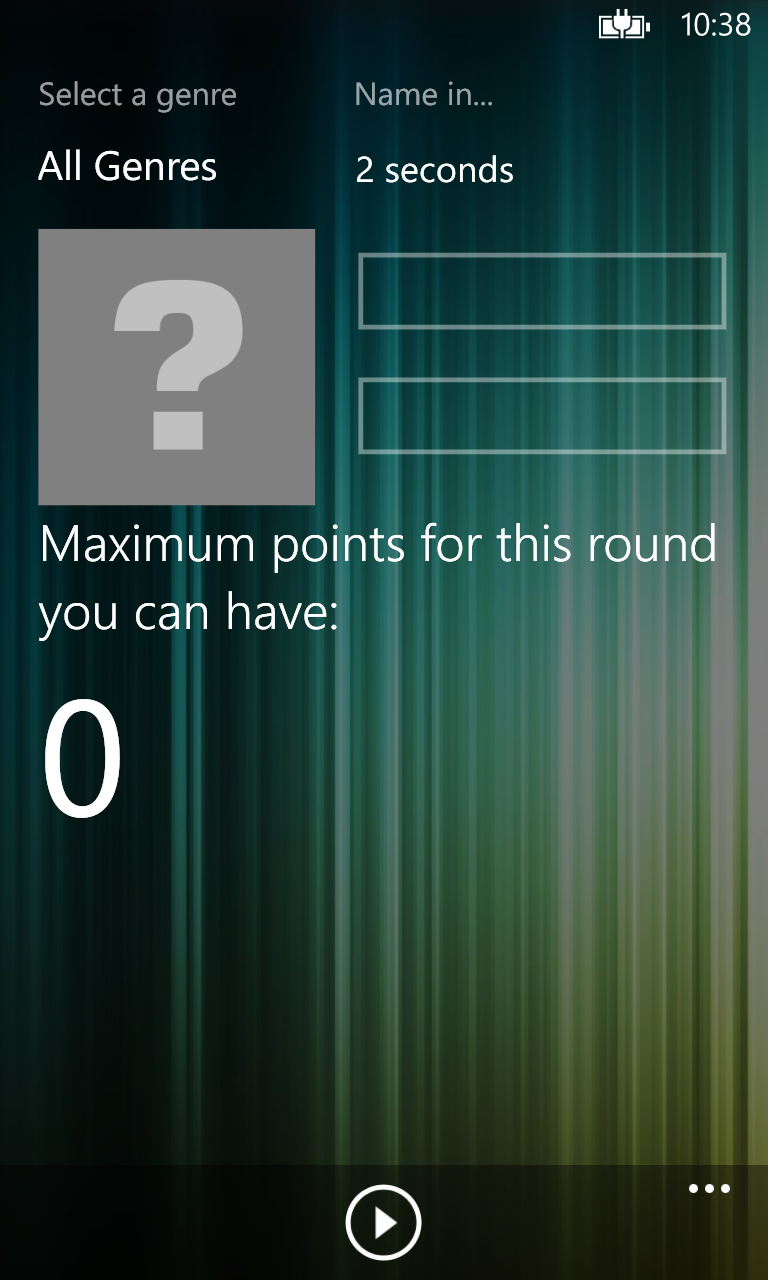 10:38
Select a genre
Name in...
All Genres
2 seconds
?
Maximum points for this round
you can have:
0